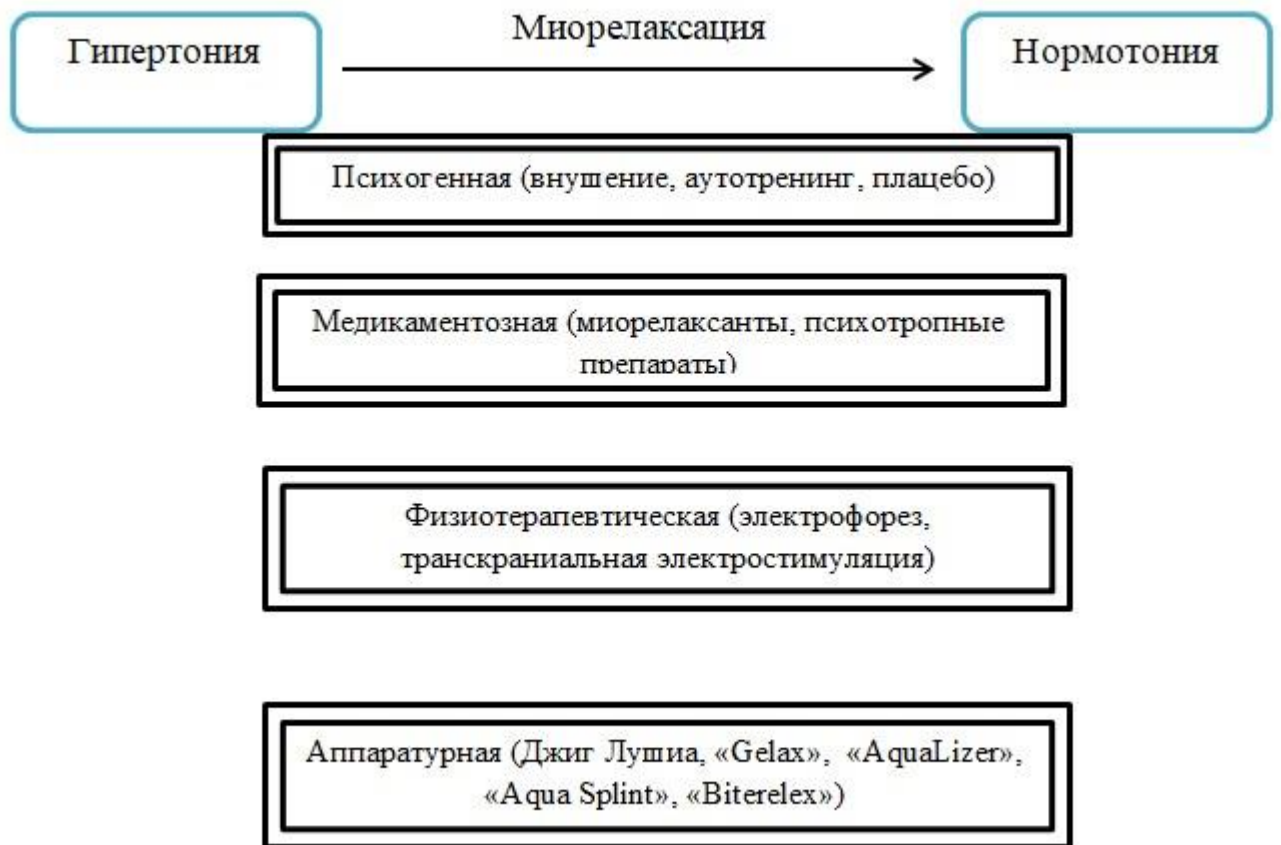 Гипертония
Миорелаксация
Нормотония
Психогенная (внушение, аутотренинг, плацебо)
Медикаментозная (миорелаксанты, психотропные
препараты)
Физиотерапевтическая (электрофорез,
транскраниальная электростимуляция)
Аппаратурная (Джиг Лушиа, «Gelax», «AquaLizer»,
«Aqua Splint», «Biterelex»)